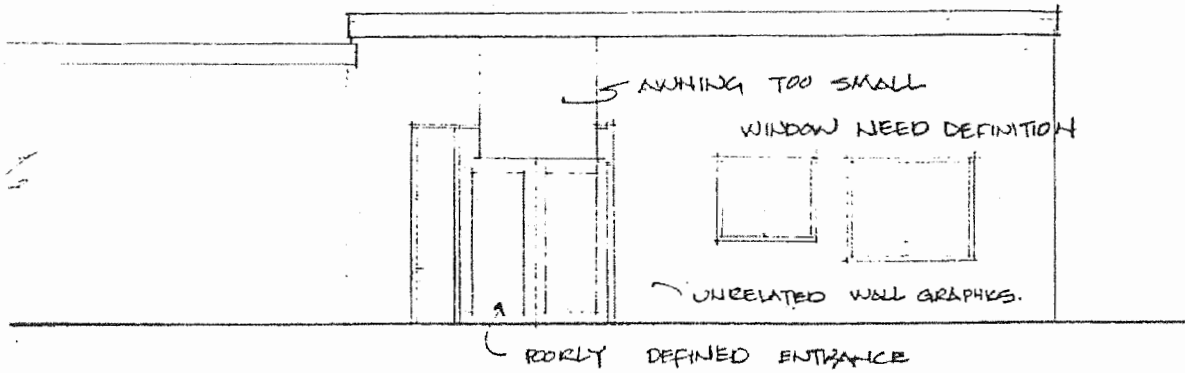 AWNING TOO SMALL
WINDOW NEED DEFINITION
UNRELATED WALL GRAPHICS.
POORLY DEFINED ENTRANCE